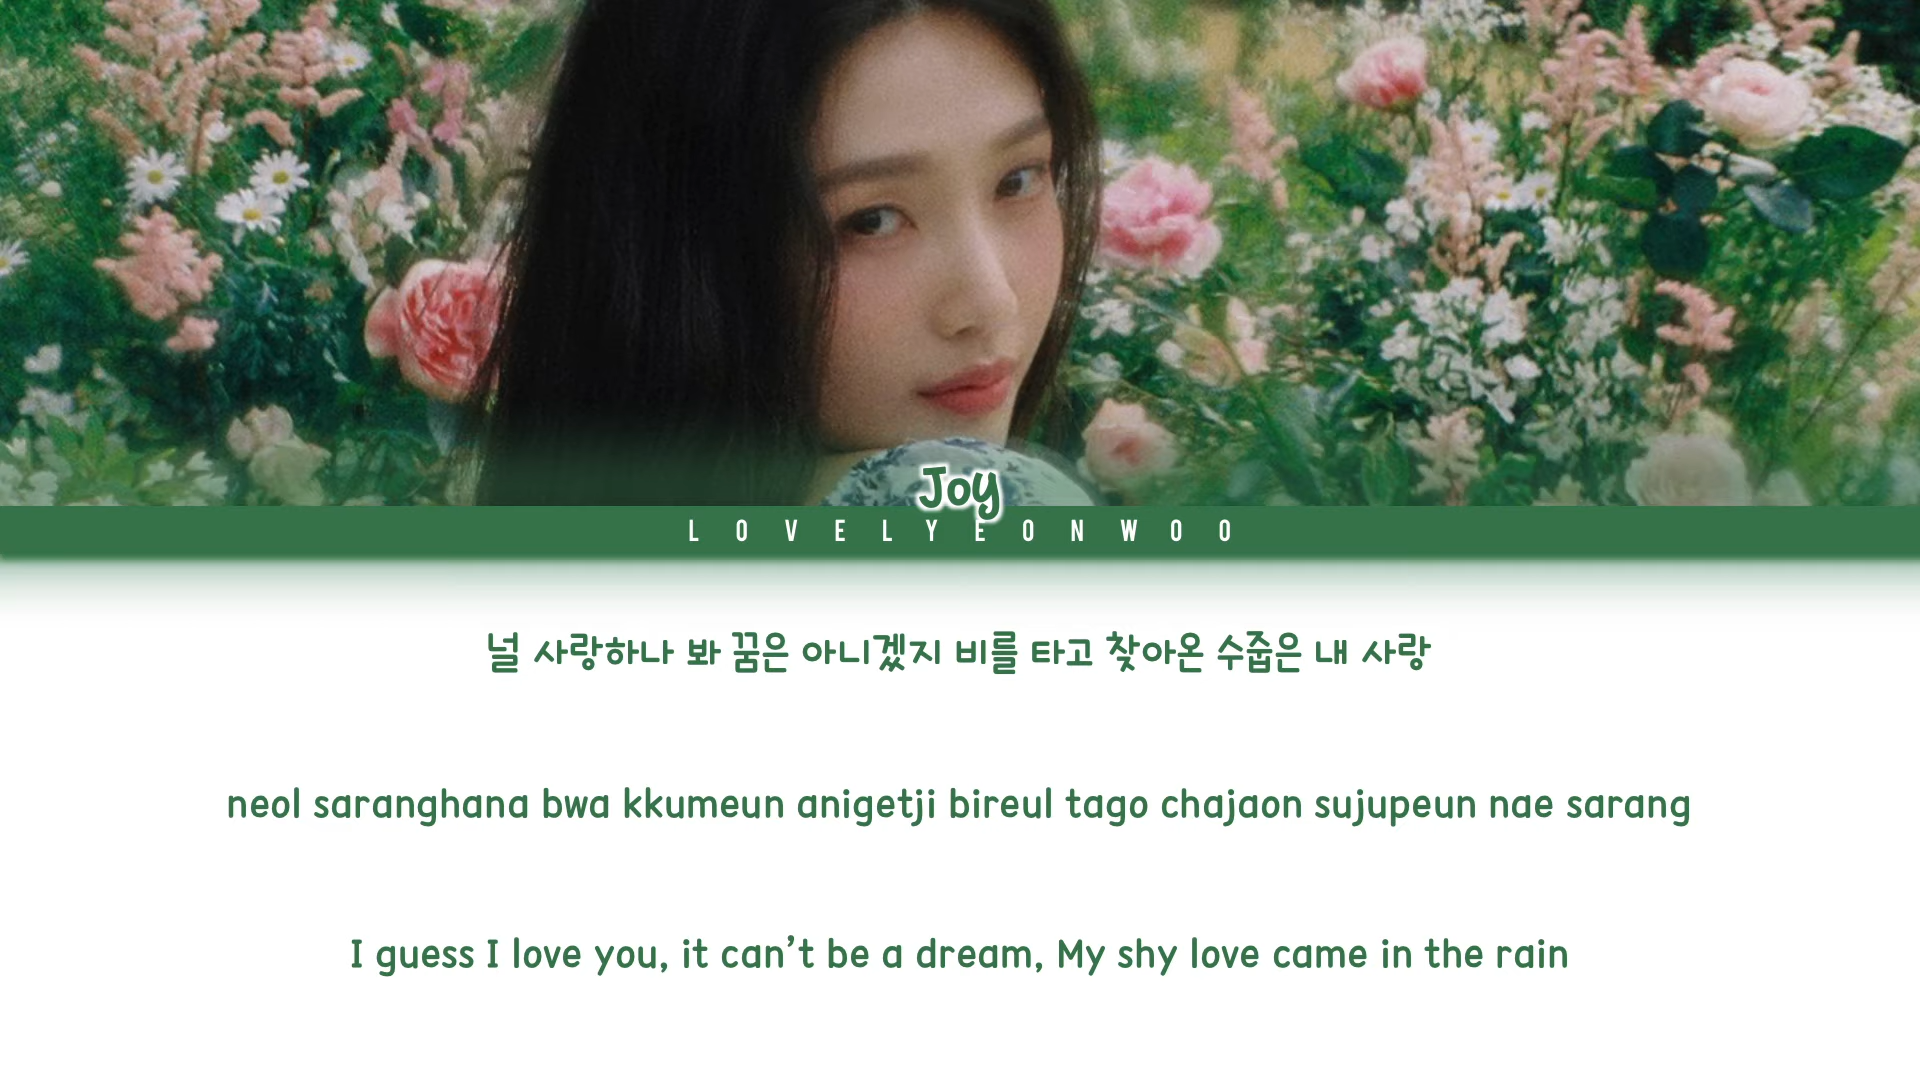 Joy
LOVELYEONWOO
널 사랑하나 봐 꿈은 아니겠지 비를 타고 찾아온 수줍은 내 사랑
neol saranghana bwa kkumeun anigetji bireul tago chajaon sujupeun nae sarang
I guess I love you, it can’t be a dream, My shy love came in the rain